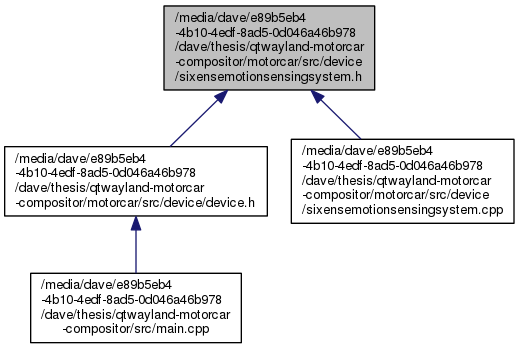 /media/dave/e89b5eb4
-4b10-4edf-8ad5-0d046a46b978
/dave/thesis/qtwayland-motorcar
-compositor/motorcar/src/device
/sixensemotionsensingsystem.h
/media/dave/e89b5eb4
-4b10-4edf-8ad5-0d046a46b978
/dave/thesis/qtwayland-motorcar
-compositor/motorcar/src/device/device.h
/media/dave/e89b5eb4
-4b10-4edf-8ad5-0d046a46b978
/dave/thesis/qtwayland-motorcar
-compositor/motorcar/src/device
/sixensemotionsensingsystem.cpp
/media/dave/e89b5eb4
-4b10-4edf-8ad5-0d046a46b978
/dave/thesis/qtwayland-motorcar
-compositor/src/main.cpp